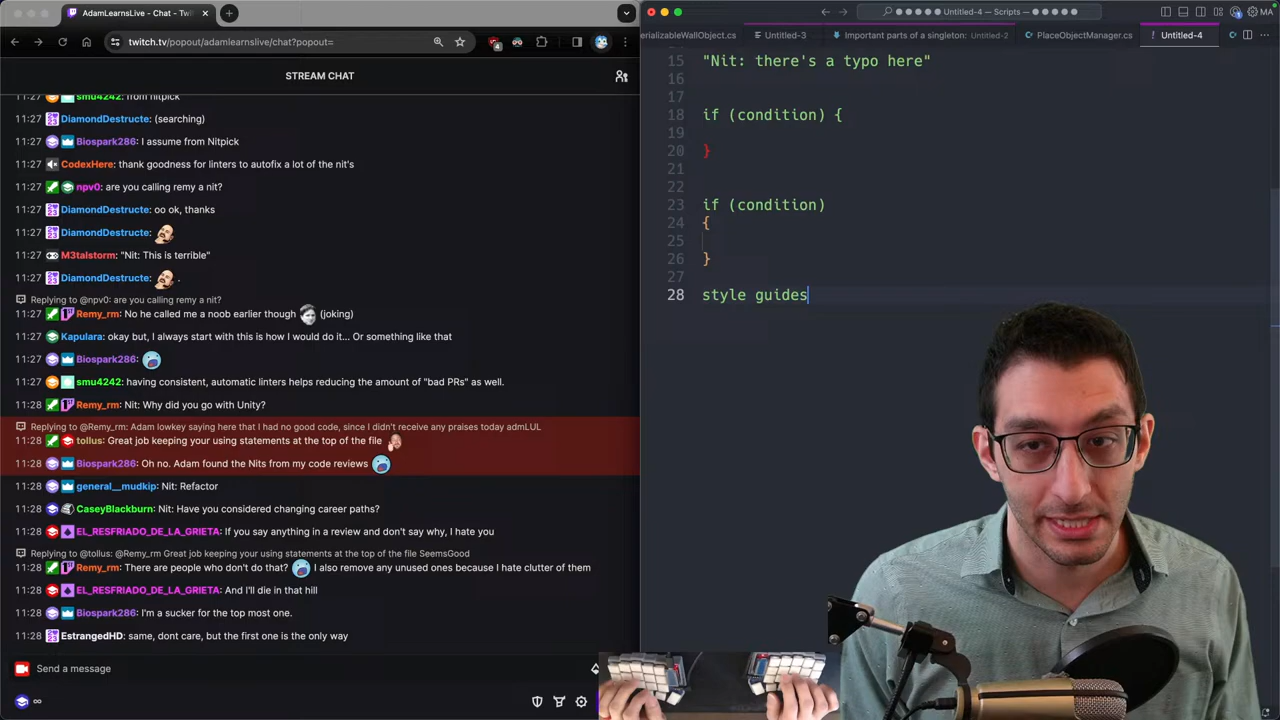 AdamLearnsLive - Chat - Twi
twitch.tv/popout/adamlearnslive/chat?popout=
STREAM CHAT
11:27 smu4242: from nitpick
11:27 DiamondDestructe: (searching)
11:27 Biospark286: I assume from Nitpick
11:27 CodexHere: thank goodness for linters to autofix a lot of the nit's
11:27 npv0: are you calling remy a nit?
11:27 DiamondDestructe: oo ok, thanks
11:27 DiamondDestructe:
11:27 M3talstorm: "Nit: This is terrible"
11:27 DiamondDestructe: .
Replying to @npv0: are you calling remy a nit?
11:27 Remy_rm: No he called me a noob earlier though (joking)
11:27 Kapulara: okay but, I always start with this is how I would do it... Or something like that
11:27 Biospark286:
11:27 smu4242: having consistent, automatic linters helps reducing the amount of "bad PRs" as well.
11:28 Remy_rm: Nit: Why did you go with Unity?
Replying to @Remy_rm: Adam lowkey saying here that I had no good code, since I didn't receive any praises today admLUL
11:28 tollus: Great job keeping your using statements at the top of the file
11:28 Biospark286: Oh no. Adam found the Nits from my code reviews
11:28 general__mudkip: Nit: Refactor
11:28 CaseyBlackburn: Nit: Have you considered changing career paths?
11:28 EL_RESFRIADO_DE_LA_GRIETA: If you say anything in a review and don't say why, I hate you
Replying to @tollus: @Remy_rm Great job keeping your using statements at the top of the file SeemsGood
11:28 Remy_rm: There are people who don't do that? I also remove any unused ones because I hate clutter of them
11:28 EL_RESFRIADO_DE_LA_GRIETA: And I'll die in that hill
11:28 Biospark286: I'm a sucker for the top most one.
11:28 EstrangedHD: same, dont care, but the first one is the only way
Send a message
∞
Untitled-4 — Scripts —
MA
erializableWallObject.cs
Untitled-3
Important parts of a singleton: Untitled-2
PlaceObjectManager.cs
! Untitled-4
15 "Nit: there's a typo here"
16
17
18 if (condition) {
19
20 }
21
22
23 if (condition)
24 {
25
26 }
27
28 style guides